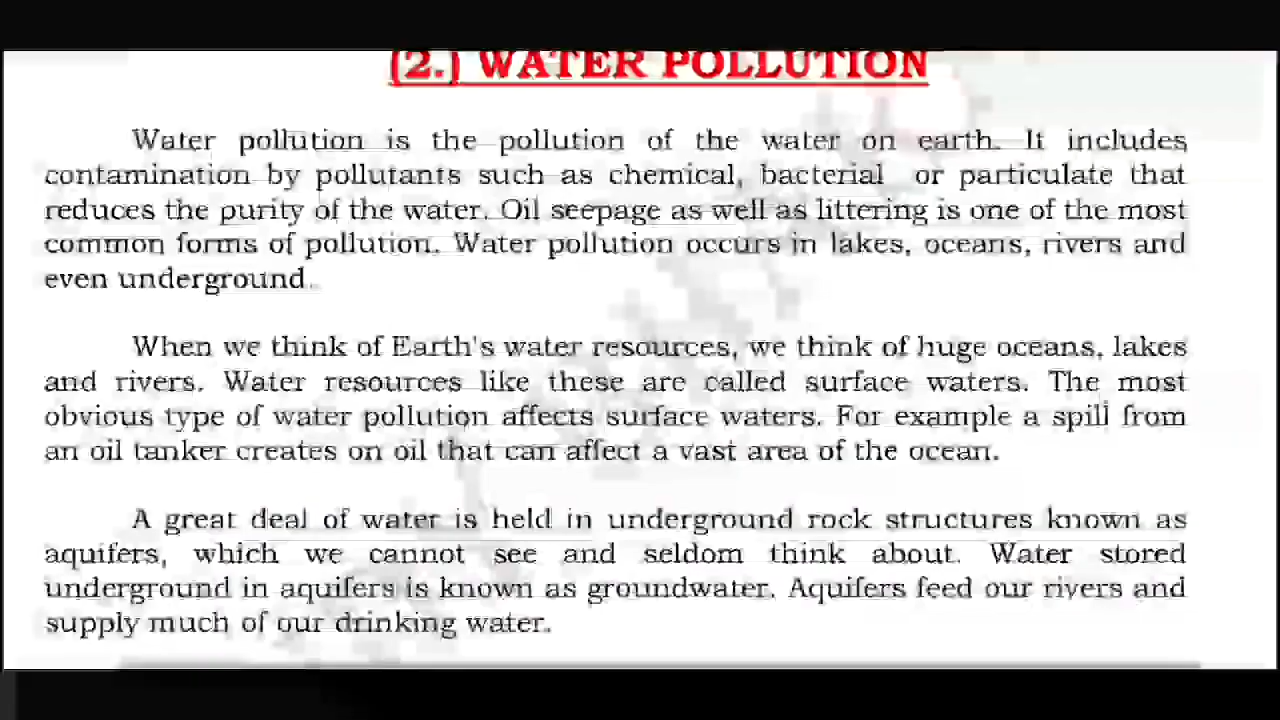 (2.) WATER POLLUTION
Water pollution is the pollution of the water on earth. It includes
contamination by pollutants such as chemical, bacterial or particulate that
reduces the purity of the water. Oil seepage as well as littering is one of the most
common forms of pollution. Water pollution occurs in lakes, oceans, rivers and
even underground.
When we think of Earth's water resources, we think of huge oceans, lakes
and rivers. Water resources like these are called surface waters. The most
obvious type of water pollution affects surface waters. For example a spill from
an oil tanker creates on oil that can affect a vast area of the ocean.
A great deal of water is held in underground rock structures known as
aquifers, which we cannot see and seldom think about. Water stored
underground in aquifers is known as groundwater. Aquifers feed our rivers and
supply much of our drinking water.